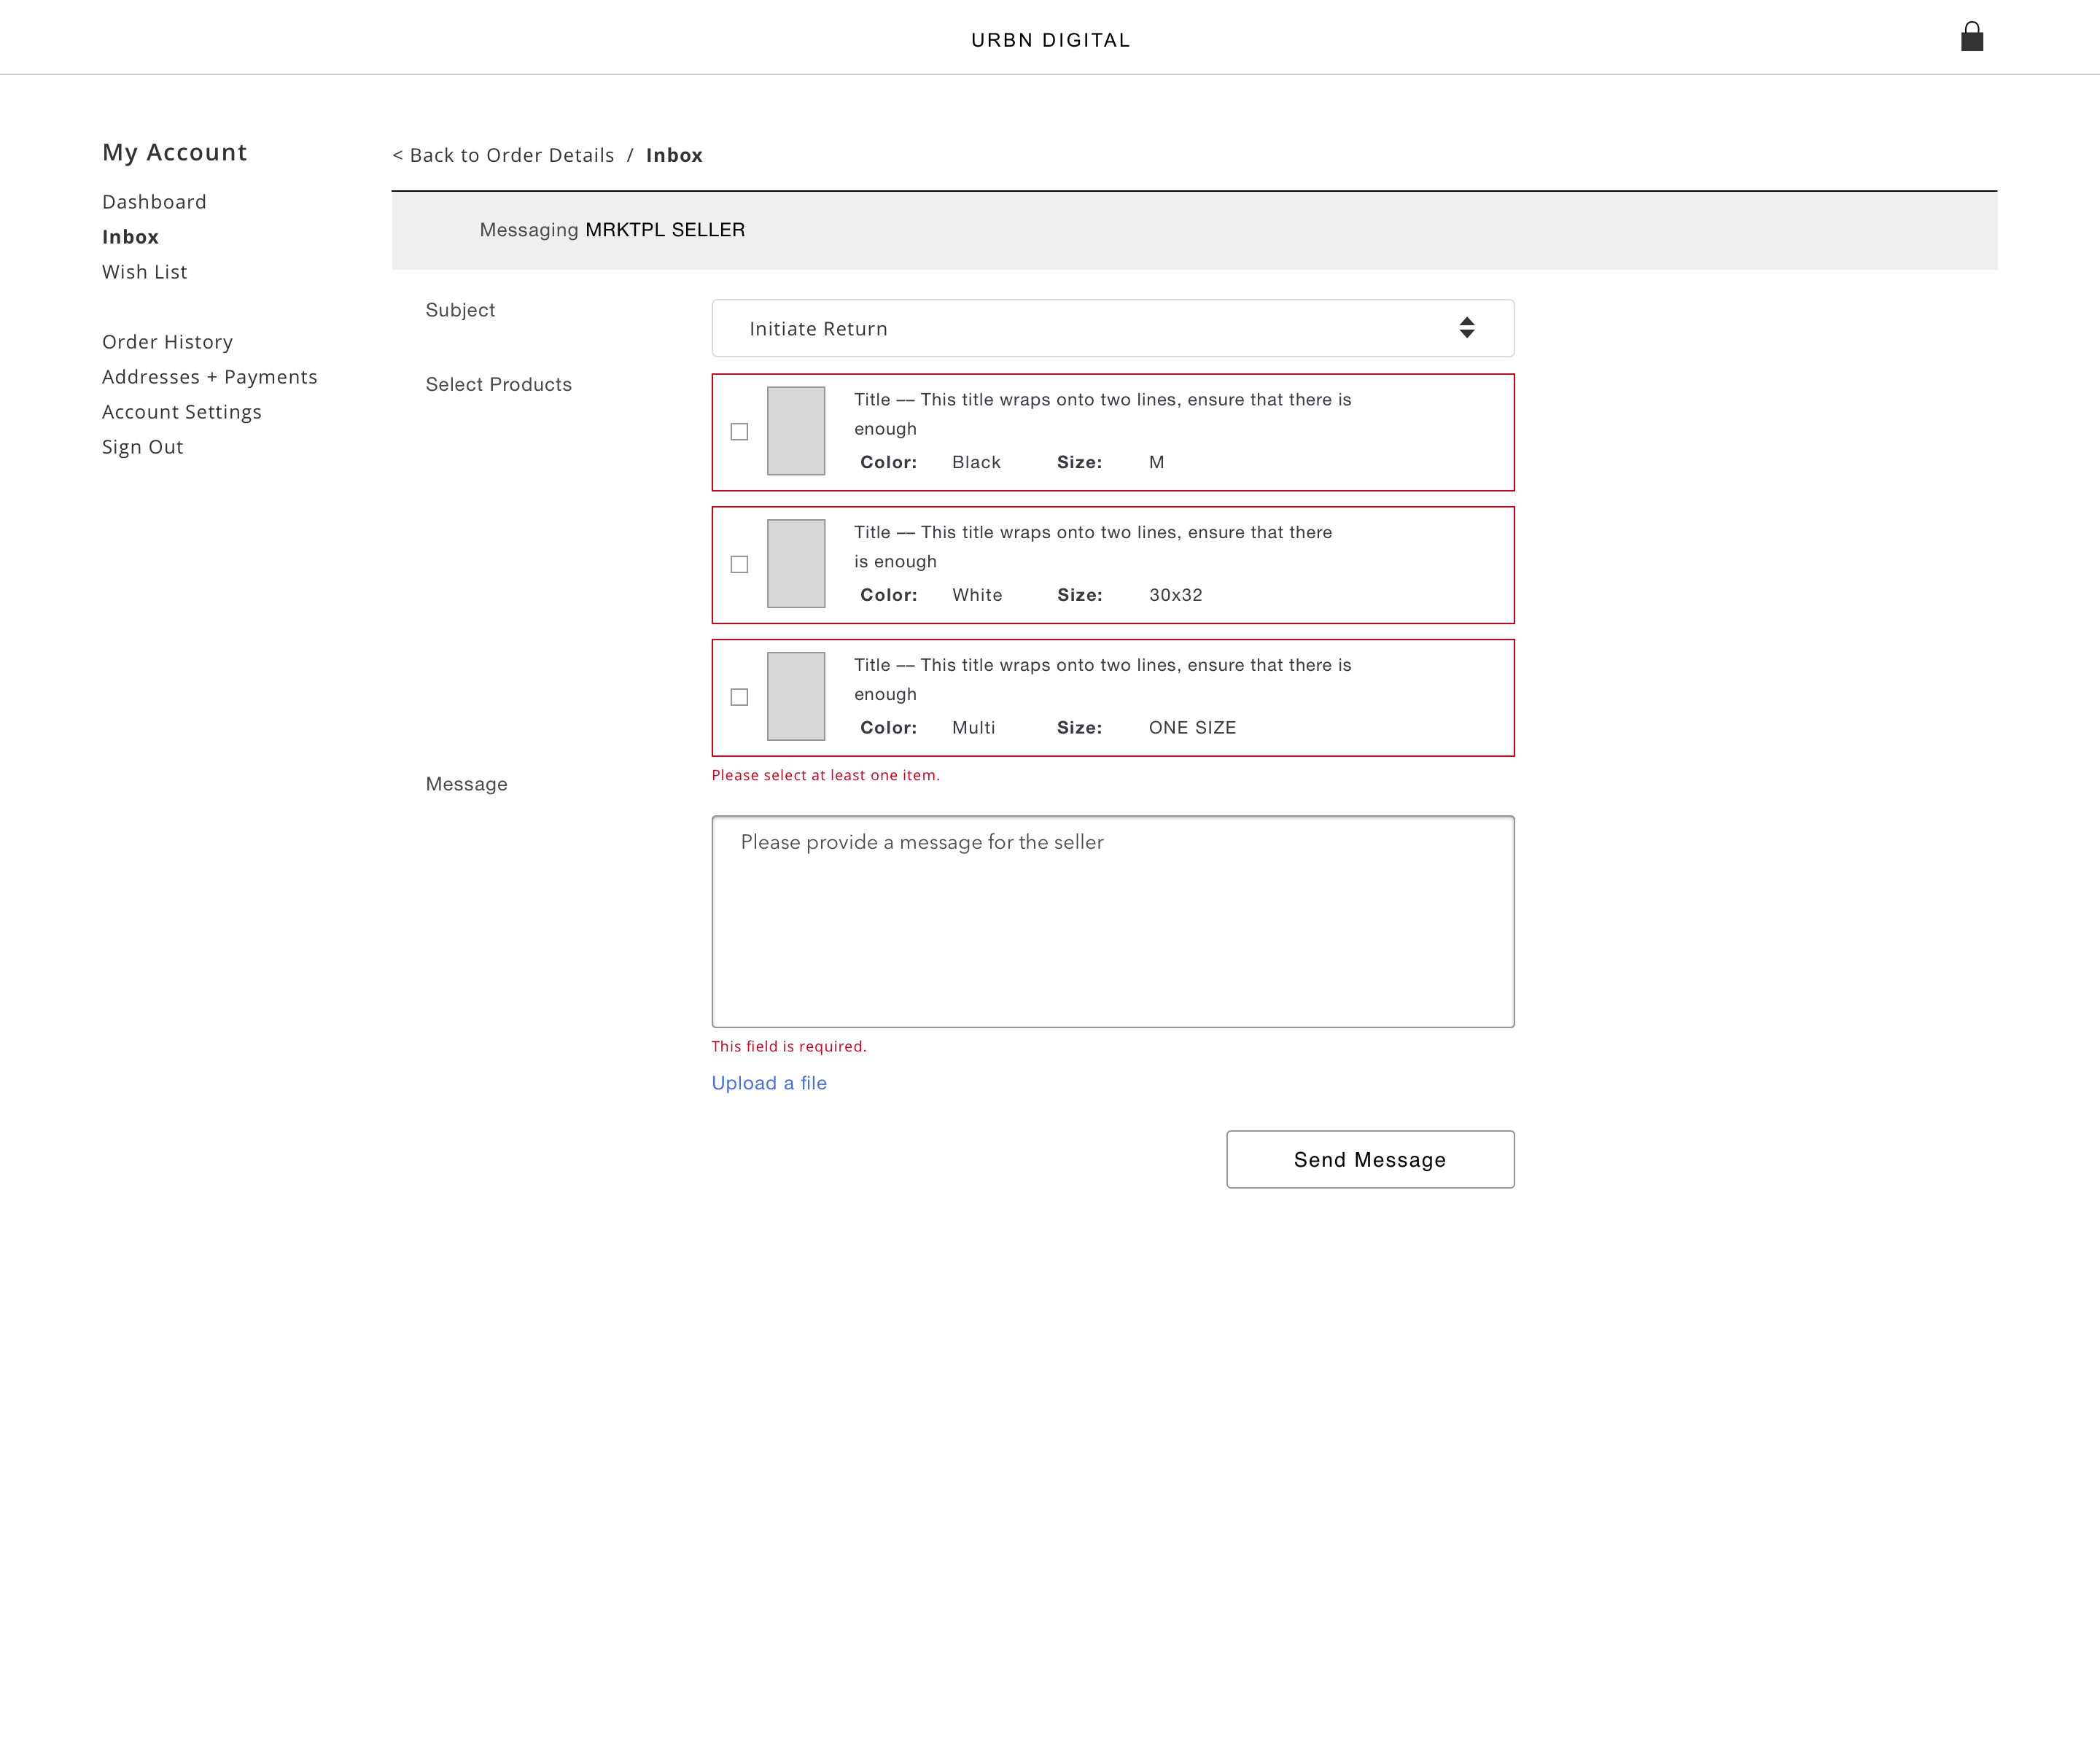 URBN DIGITAL
My Account
Dashboard
Inbox
Wish List
Order History
Addresses + Payments
Account Settings
Sign Out
< Back to Order Details / Inbox
Messaging MRKTPL SELLER
Subject
Initiate Return
Select Products
Title — This title wraps onto two lines, ensure that there is
enough
Color: Black Size: M
Title — This title wraps onto two lines, ensure that there
is enough
Color: White Size: 30x32
Title — This title wraps onto two lines, ensure that there is
enough
Color: Multi Size: ONE SIZE
Please select at least one item.
Message
Please provide a message for the seller
This field is required.
Upload a file
Send Message